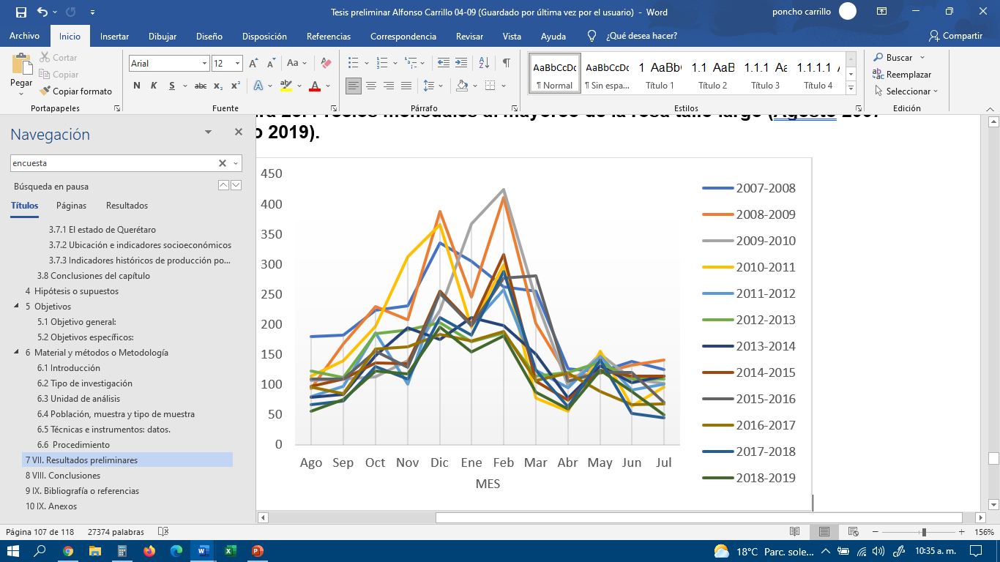 Tesis preliminar Alfonso Carrillo 04-09 (Guardado por última vez por el usuario) - Word
poncho carrillo
Archivo Inicio Insertar Dibujar Diseño Disposición Referencias Correspondencia Revisar Vista Ayuda ¿Qué desea hacer? Compartir
Pegar
Cortar
Copiar
Copiar formato
Arial 12
N K S abc x₂ x²
Aa
AaBbCcDc AaBbCcDc 1 AaBb( 1.1 AaB 1.1.1 Aa 1.1.1.1 A
¶ Normal ¶ Sin espa... Título 1 Título 2 Título 3 Título 4
Buscar
Reemplazar
Seleccionar
Portapapeles Fuente Párrafo Estilos Edición
Navegación
encuesta
Búsqueda en pausa
Títulos Páginas Resultados
3.7.1 El estado de Querétaro
3.7.2 Ubicación e indicadores socioeconómicos
3.7.3 Indicadores históricos de producción po...
3.8 Conclusiones del capítulo
4 Hipótesis o supuestos
5 Objetivos
5.1 Objetivo general:
5.2 Objetivos específicos:
6 Material y métodos o Metodología
6.1 Introducción
6.2 Tipo de investigación
6.3 Unidad de análisis
6.4 Población, muestra y tipo de muestra
6.5 Técnicas e instrumentos: datos.
6.6 Procedimiento
7 VII. Resultados preliminares
8 VIII. Conclusiones
9 IX. Bibliografía o referencias
10 IX. Anexos
ra 20. Precios mensuales al mayoreo de la rosa tallo largo (Agosto 2007
o 2019).
450
400
350
300
250
200
150
100
50
0
Ago Sep Oct Nov Dic Ene Feb Mar Abr May Jun Jul
MES
2007-2008
2008-2009
2009-2010
2010-2011
2011-2012
2012-2013
2013-2014
2014-2015
2015-2016
2016-2017
2017-2018
2018-2019
Página 107 de 118 27374 palabras
156%
18°C Parc. sole...
10:35 a. m.